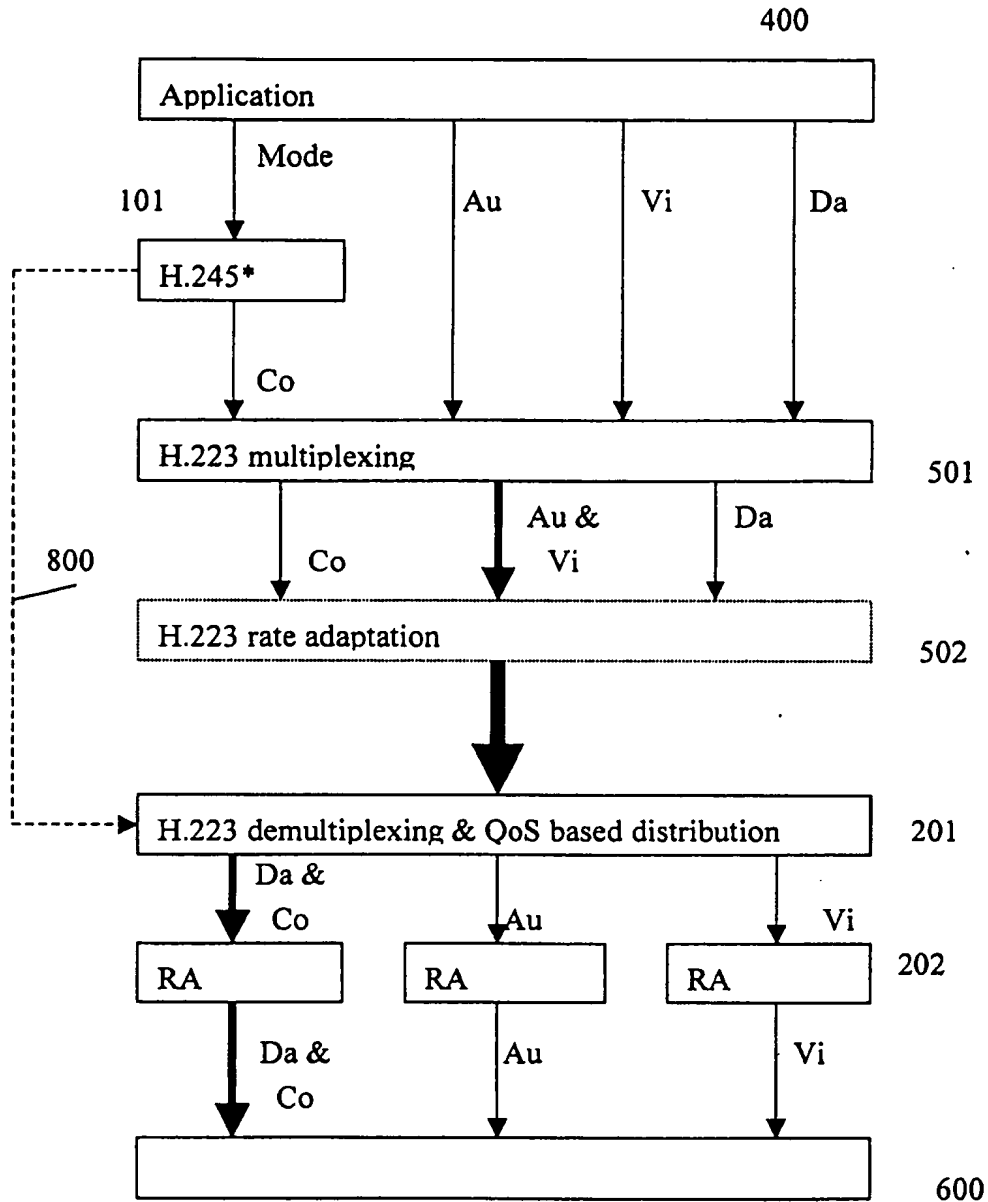 400
Application
Mode
101
Au
Vi
Da
H.245*
Co
H.223 multiplexing
501
Au &
Vi
Da
Co
800
H.223 rate adaptation
502
H.223 demultiplexing & QoS based distribution
201
Da &
Co
Au
Vi
RA
RA
RA
202
Da &
Co
Au
Vi
600